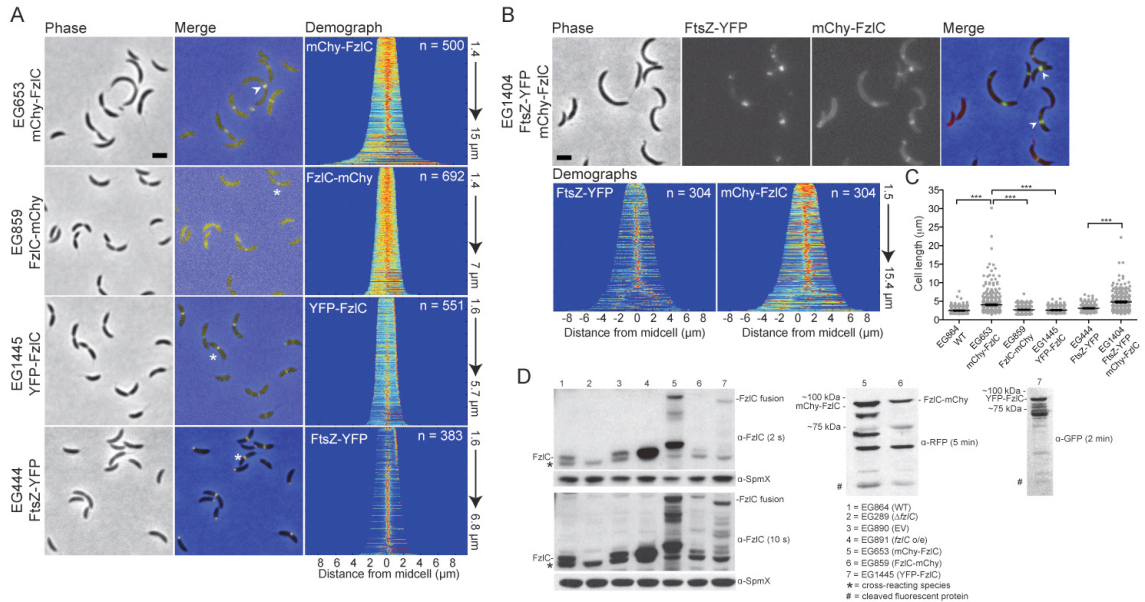 A
Phase
Merge
Demograph
EG653
mChy-FzlC
mChy-FzlC
n = 500
1.4
15 µm
EG859
FzlC-mChy
FzlC-mChy
n = 692
1.4
7 µm
*
EG1445
YFP-FzlC
YFP-FzlC
n = 551
1.6
5.7 µm
*
EG444
FtsZ-YFP
FtsZ-YFP
n = 383
1.6
6.8 µm
*
8 6 4 2 0 2 4 6 8
Distance from midcell (µm)
B
Phase
FtsZ-YFP
mChy-FzlC
Merge
EG1404
FtsZ-YFP
mChy-FzlC
Demographs
FtsZ-YFP
n = 304
mChy-FzlC
n = 304
1.5
15.4 µm
-8 -6 -4 -2 0 2 4 6 8
-8 -6 -4 -2 0 2 4 6 8
Distance from midcell (µm)
Distance from midcell (µm)
C
Cell length (µm)
35
30
25
20
15
10
5
0
***
***
***
***
EG864
WT
EG653
mChy-FzlC
EG859
FzlC-mChy
EG1445
YFP-FzlC
EG444
FtsZ-YFP
EG1404
FtsZ-YFP
mChy-FzlC
D
1 2 3 4 5 6 7
-FzlC fusion
α-FzlC (2 s)
FzlC-
*
α-SpmX
-FzlC fusion
α-FzlC (10 s)
FzlC-
*
α-SpmX
5 6
~100 kDa
mChy-FzlC
~75 kDa
FzlC-mChy
α-RFP (5 min)
#
7
~100 kDa
YFP-FzlC
~75 kDa
α-GFP (2 min)
#
1 = EG864 (WT)
2 = EG289 (ΔfzlC)
3 = EG890 (EV)
4 = EG891 (fzlC o/e)
5 = EG653 (mChy-FzlC)
6 = EG859 (FzlC-mChy)
7 = EG1445 (YFP-FzlC)
* = cross-reacting species
# = cleaved fluorescent protein